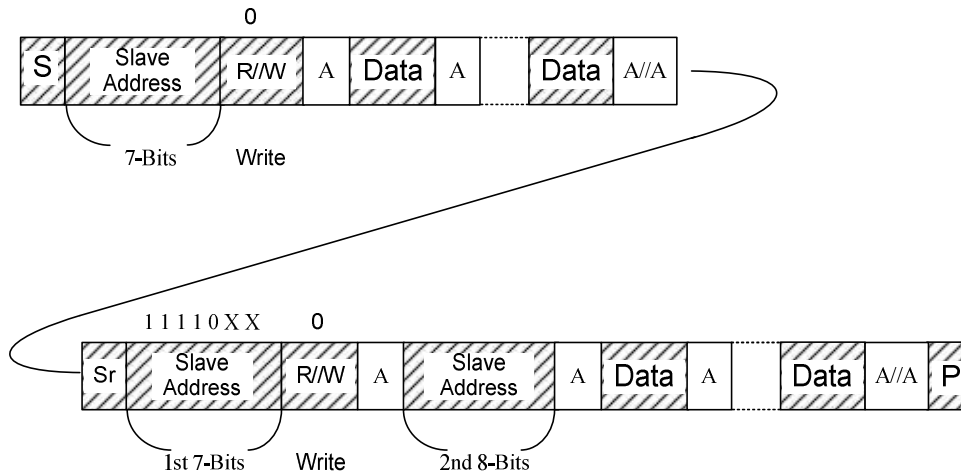 0
S Slave Address R//W A Data A Data A//A
7-Bits Write
1 1 1 1 0 X X 0
Sr Slave Address R//W A Slave Address A Data A Data A//A P
1st 7-Bits Write 2nd 8-Bits